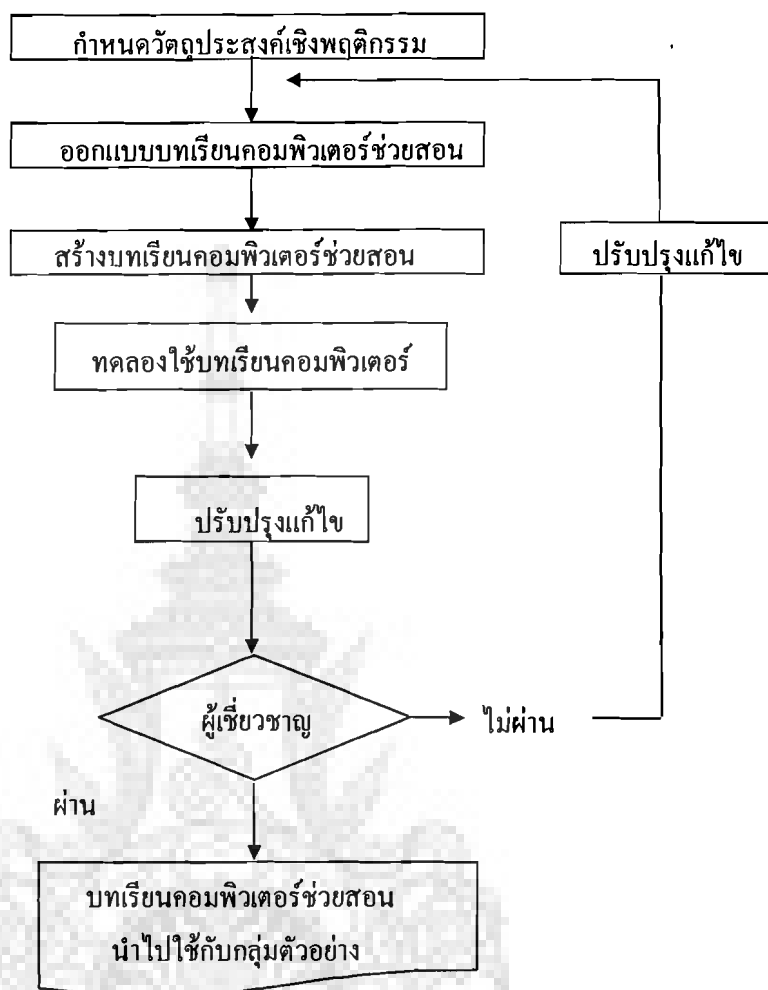 กำหนดวัตถุประสงค์เชิงพฤติกรรม
ออกแบบบทเรียนคอมพิวเตอร์ช่วยสอน
สร้างบทเรียนคอมพิวเตอร์ช่วยสอน
ปรับปรุงแก้ไข
ทดลองใช้บทเรียนคอมพิวเตอร์
ปรับปรุงแก้ไข
ผู้เชี่ยวชาญ
ไม่ผ่าน
ผ่าน
บทเรียนคอมพิวเตอร์ช่วยสอน
นำไปใช้กับกลุ่มตัวอย่าง